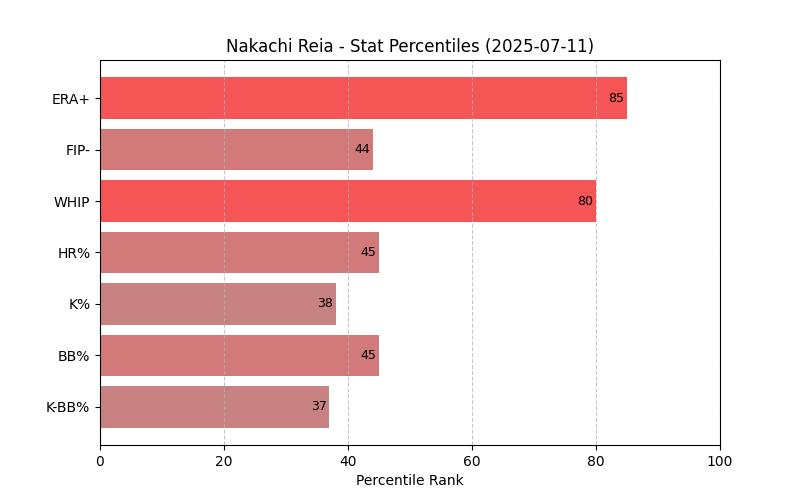 Nakachi Reia - Stat Percentiles (2025-07-11)
ERA+ 85
FIP- 44
WHIP 80
HR% 45
K% 38
BB% 45
K-BB% 37
0 20 40 60 80 100
Percentile Rank